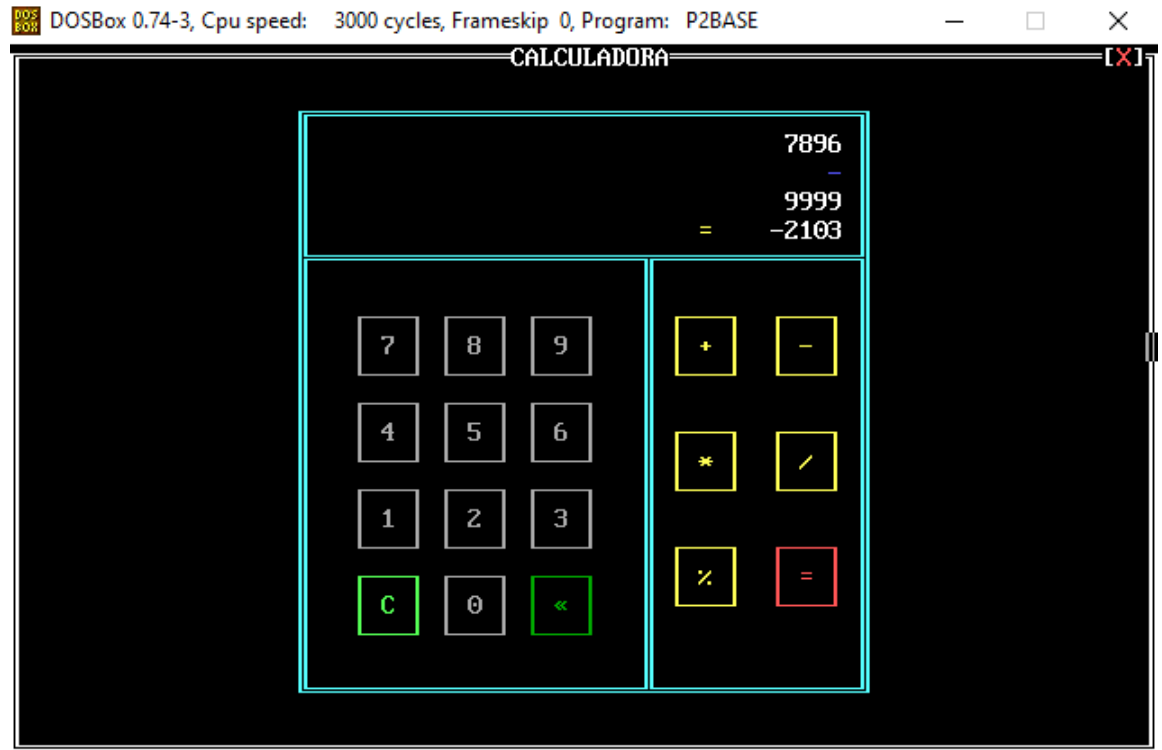 DOSBox 0.74-3, Cpu speed: 3000 cycles, Frameskip 0, Program: P2BASE
CALCULADORA [X]
7896
-
9999
= -2103
7 8 9 + -
4 5 6 * /
1 2 3
C 0 « % =